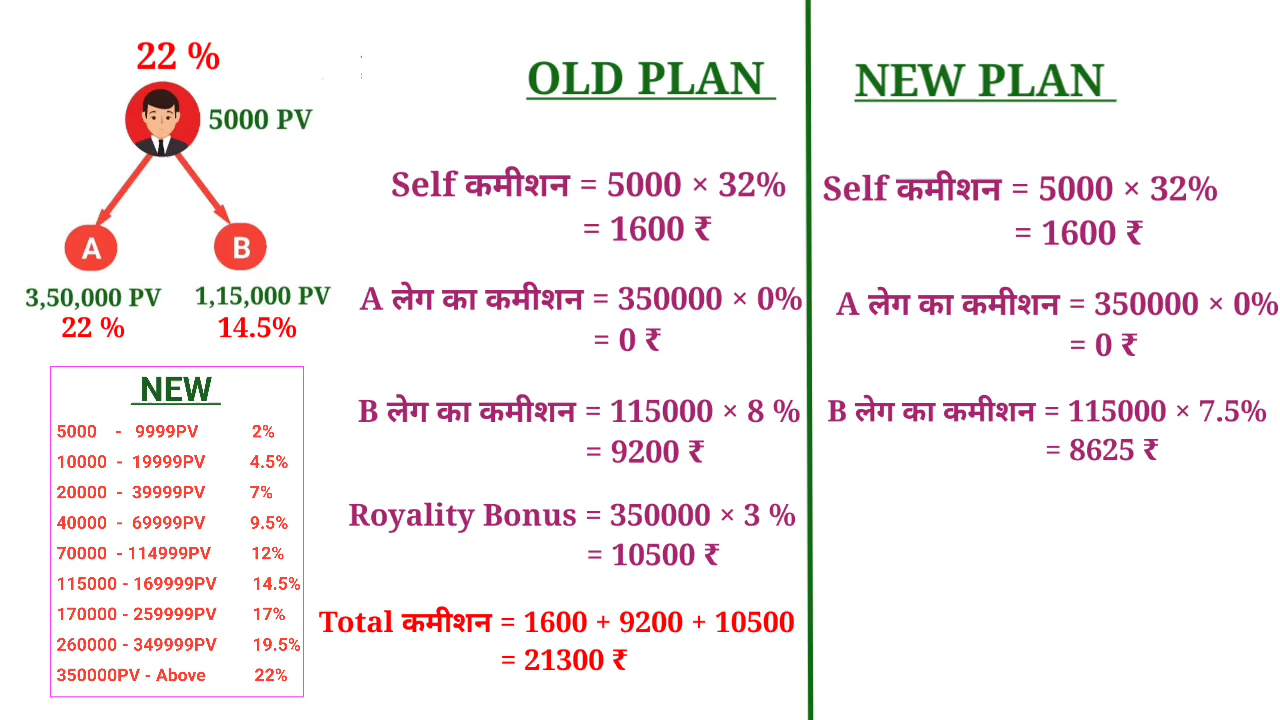 22 %
5000 PV
A
B
3,50,000 PV
1,15,000 PV
22 %
14.5%
NEW
5000 - 9999PV 2%
10000 - 19999PV 4.5%
20000 - 39999PV 7%
40000 - 69999PV 9.5%
70000 - 114999PV 12%
115000 - 169999PV 14.5%
170000 - 259999PV 17%
260000 - 349999PV 19.5%
350000PV - Above 22%
OLD PLAN
Self कमीशन = 5000 × 32%
= 1600 ₹
A लेग का कमीशन = 350000 × 0%
= 0 ₹
B लेग का कमीशन = 115000 × 8 %
= 9200 ₹
Royality Bonus = 350000 × 3 %
= 10500 ₹
Total कमीशन = 1600 + 9200 + 10500
= 21300 ₹
NEW PLAN
Self कमीशन = 5000 × 32%
= 1600 ₹
A लेग का कमीशन = 350000 × 0%
= 0 ₹
B लेग का कमीशन = 115000 × 7.5%
= 8625 ₹